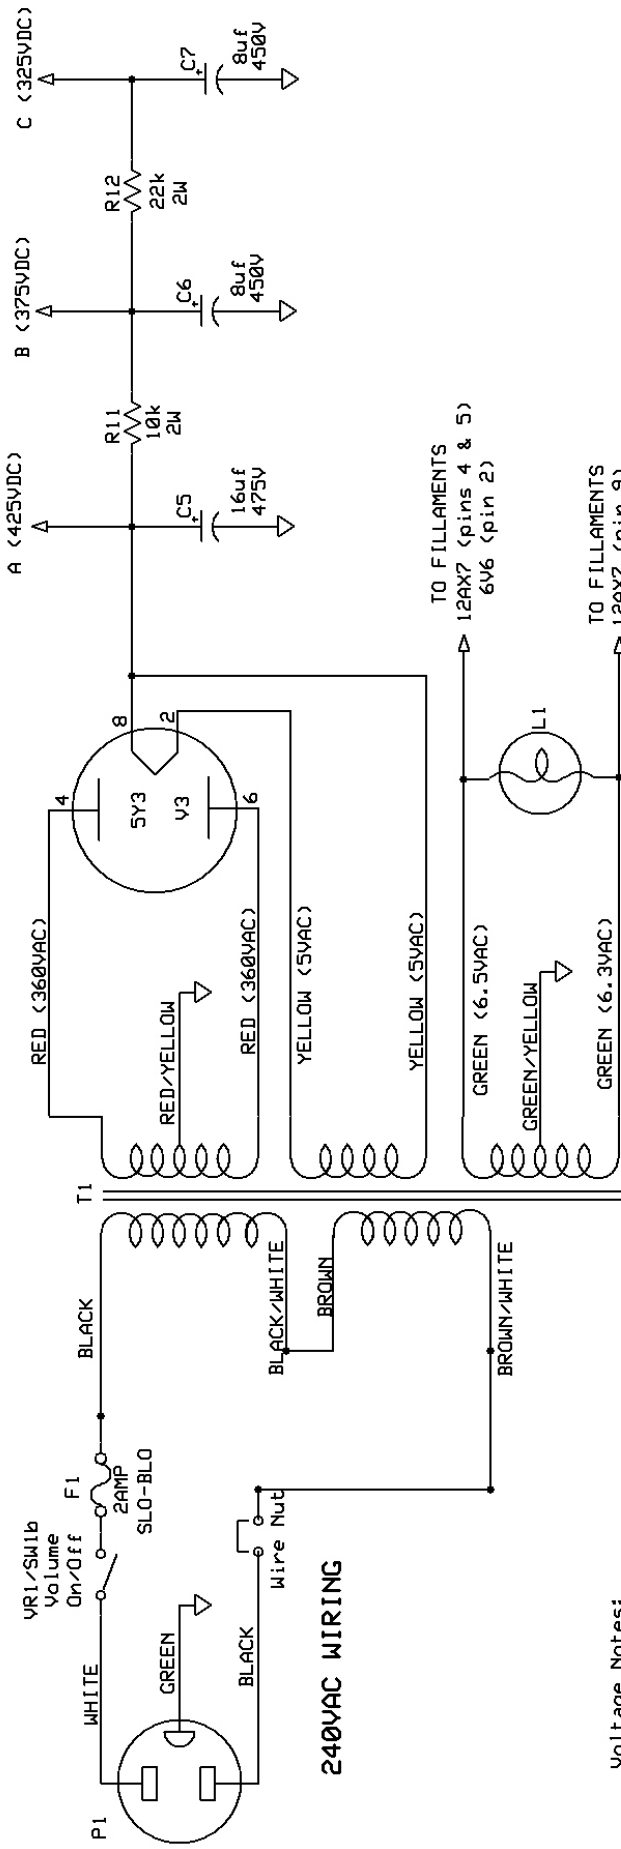 P1
WHITE
VR1/SW1b
Volume
On/Off
F1
2AMP
SLO-BLO
BLACK
GREEN
BLACK
Wire Nut
240VAC WIRING
BLACK/WHITE
BROWN
BROWN/WHITE
T1
RED (360VAC)
RED/YELLOW
RED (360VAC)
YELLOW (5VAC)
YELLOW (5VAC)
GREEN (6.5VAC)
GREEN/YELLOW
GREEN (6.3VAC)
4
5Y3
V3
6
8
2
L1
A (425VDC)
C5
+
16uf
475V
R11
10k
2W
B (375VDC)
C6
+
8uf
450V
R12
22k
2W
C (325VDC)
C7
+
8uf
450V
TO FILLAMENTS
12AX7 (pins 4 & 5)
6V6 (pin 2)
TO FILLAMENTS
12AX7 (pin 9)
Voltage Notes: